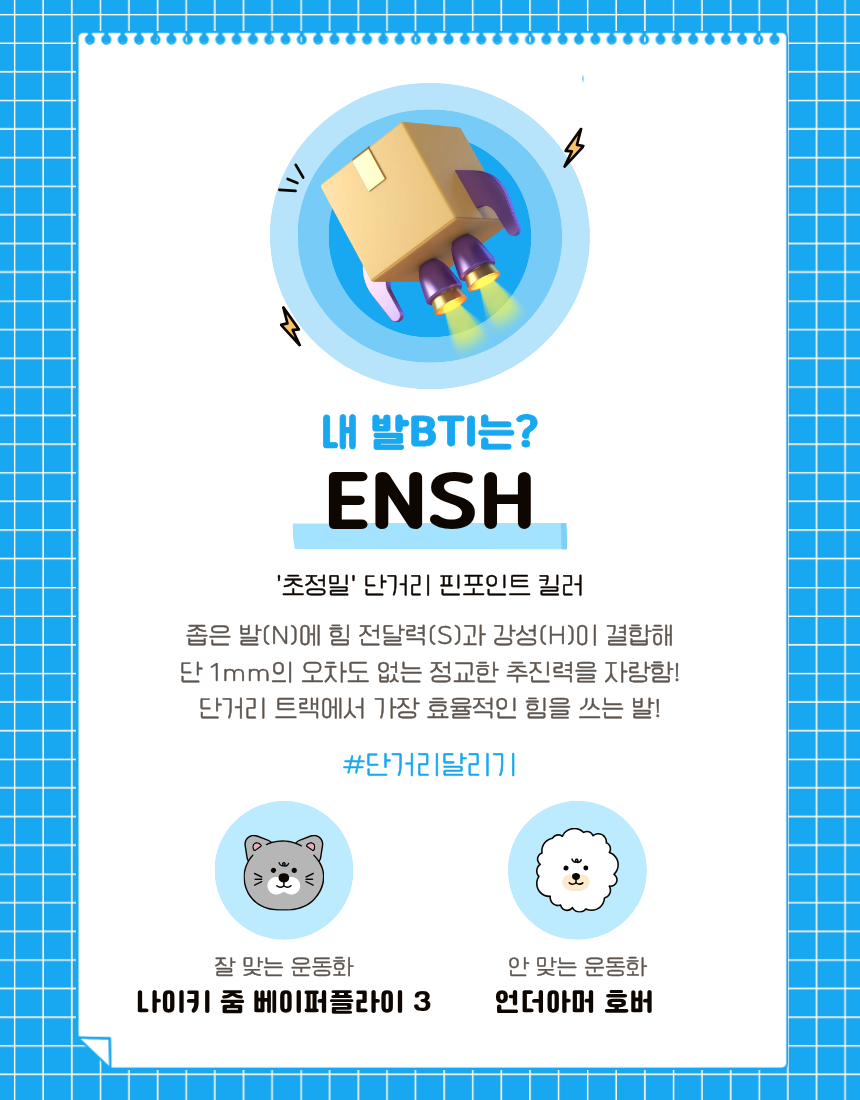 내 발BTI는?
ENSH
'초정밀' 단거리 핀포인트 킬러
좁은 발(N)에 힘 전달력(S)과 강성(H)이 결합해
단 1mm의 오차도 없는 정교한 추진력을 자랑함!
단거리 트랙에서 가장 효율적인 힘을 쓰는 발!
#단거리달리기
잘 맞는 운동화
나이키 줌 베이퍼플라이 3
안 맞는 운동화
언더아머 호버